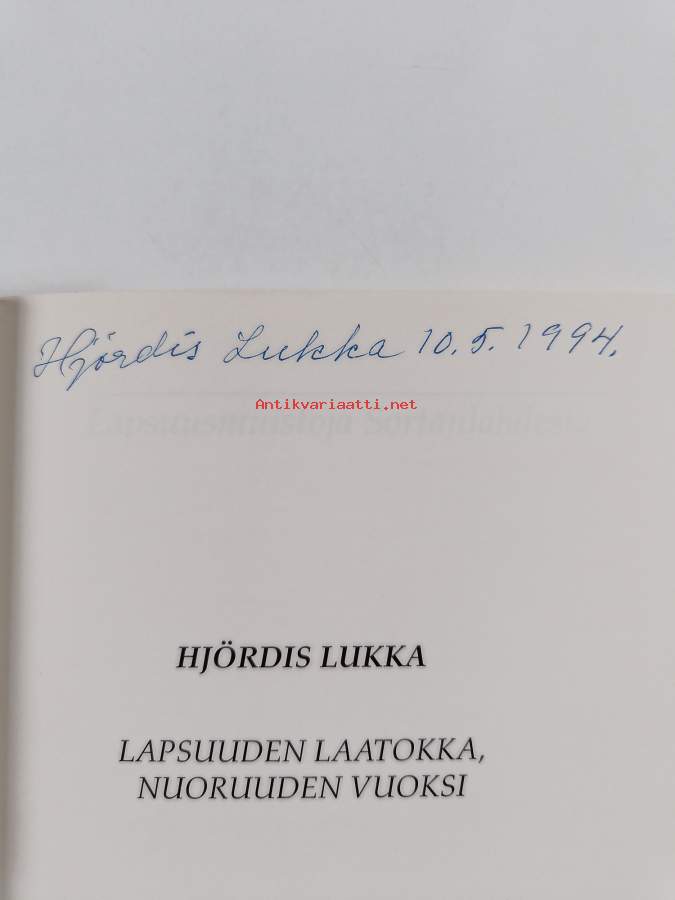 Hjördis Lukka 10.5.1994.
Antikvariaatti.net
HJÖRDIS LUKKA
LAPSUUDEN LAATOKKA,
NUORUUDEN VUOKSI